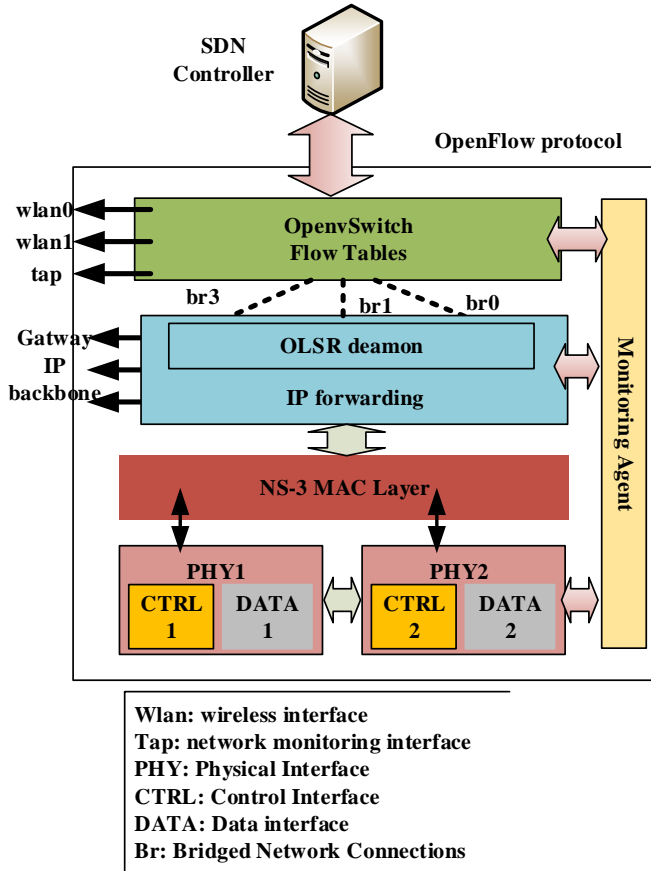 SDN
Controller
OpenFlow protocol
wlan0
wlan1
tap
OpenvSwitch
Flow Tables
br3
br1
br0
Gatway
IP
backbone
OLSR deamon
IP forwarding
Monitoring Agent
NS-3 MAC Layer
PHY1
CTRL
1
DATA
1
PHY2
CTRL
2
DATA
2
Wlan: wireless interface
Tap: network monitoring interface
PHY: Physical Interface
CTRL: Control Interface
DATA: Data interface
Br: Bridged Network Connections